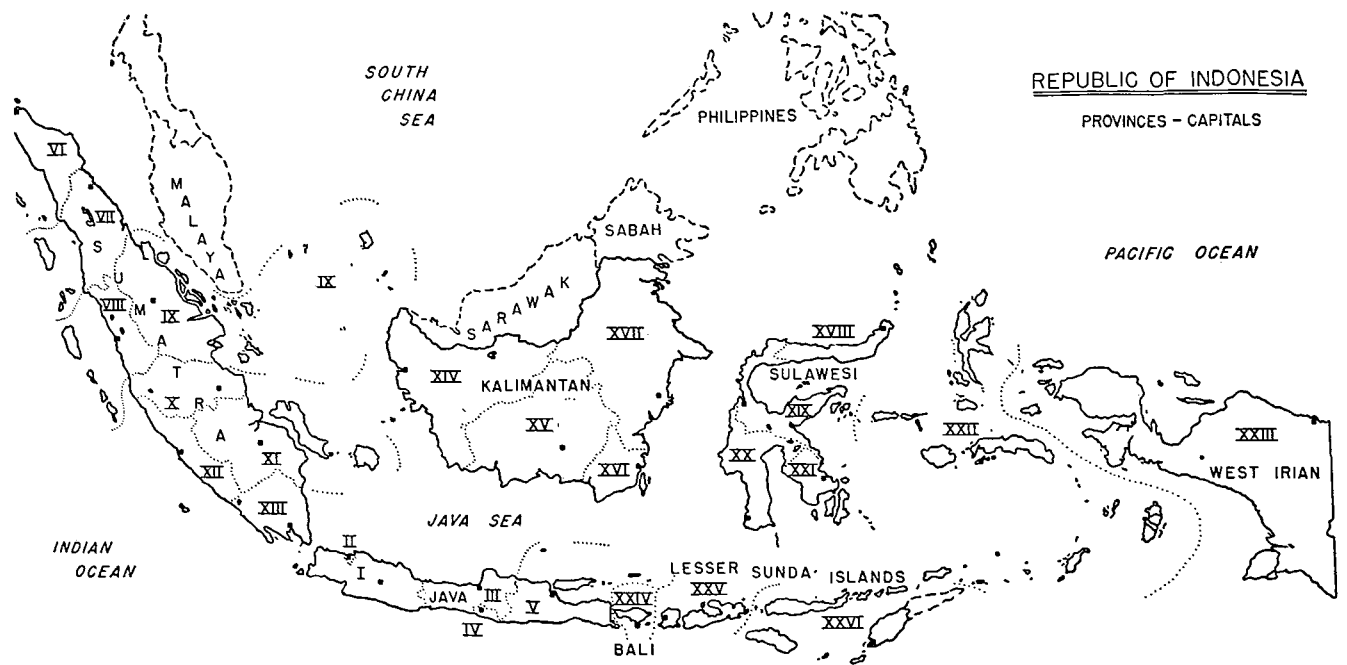 SOUTH
CHINA
SEA
REPUBLIC OF INDONESIA
PROVINCES - CAPITALS
PHILIPPINES
VI
MALAYA
VII
SABAH
PACIFIC OCEAN
SUMATRA
IX
SARAWAK
VIII
IX
XVII
XVIII
XIV
KALIMANTAN
SULAWESI
X
XIX
XV
XXII
XXIII
XI
XII
XVI
XX
XXI
WEST IRIAN
XIII
JAVA SEA
INDIAN
OCEAN
II
I
LESSER SUNDA ISLANDS
JAVA
III
V
XXIV
XXV
IV
XXVI
BALI